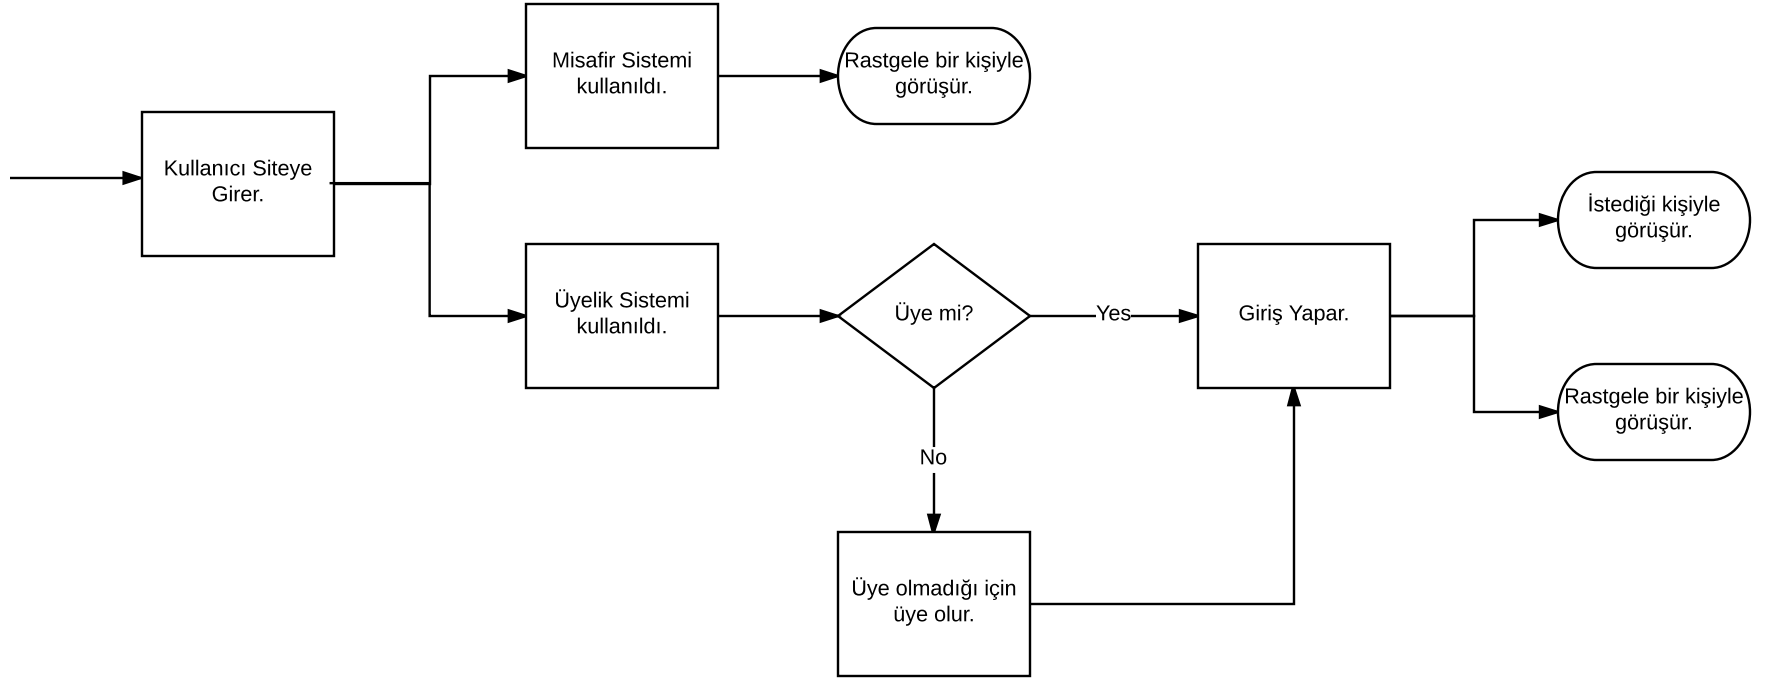 Kullanıcı Siteye
Girer.
Misafir Sistemi
kullanıldı.
Rastgele bir kişiyle
görüşür.
Üyelik Sistemi
kullanıldı.
Üye mi?
Yes
No
Üye olmadığı için
üye olur.
Giriş Yapar.
İstediği kişiyle
görüşür.
Rastgele bir kişiyle
görüşür.